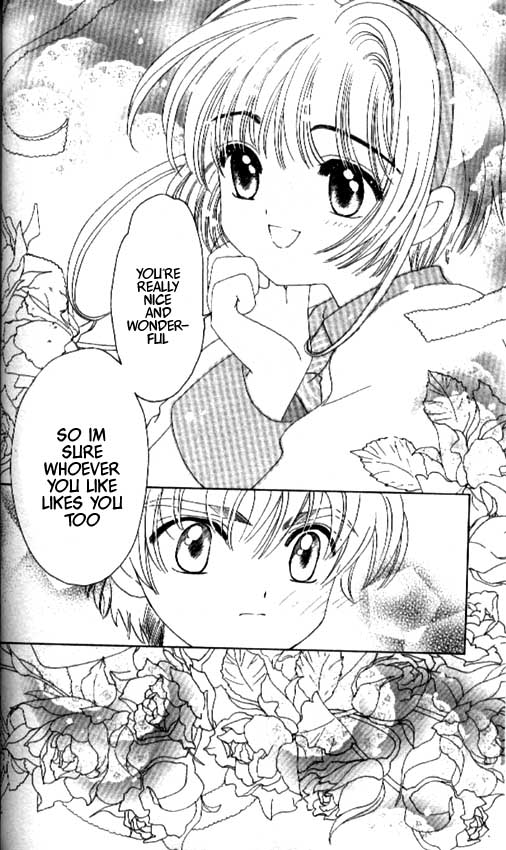 YOU'RE
REALLY
NICE
AND
WONDER-
FUL
SO IM
SURE
WHOEVER
YOU LIKE
LIKES YOU
TOO